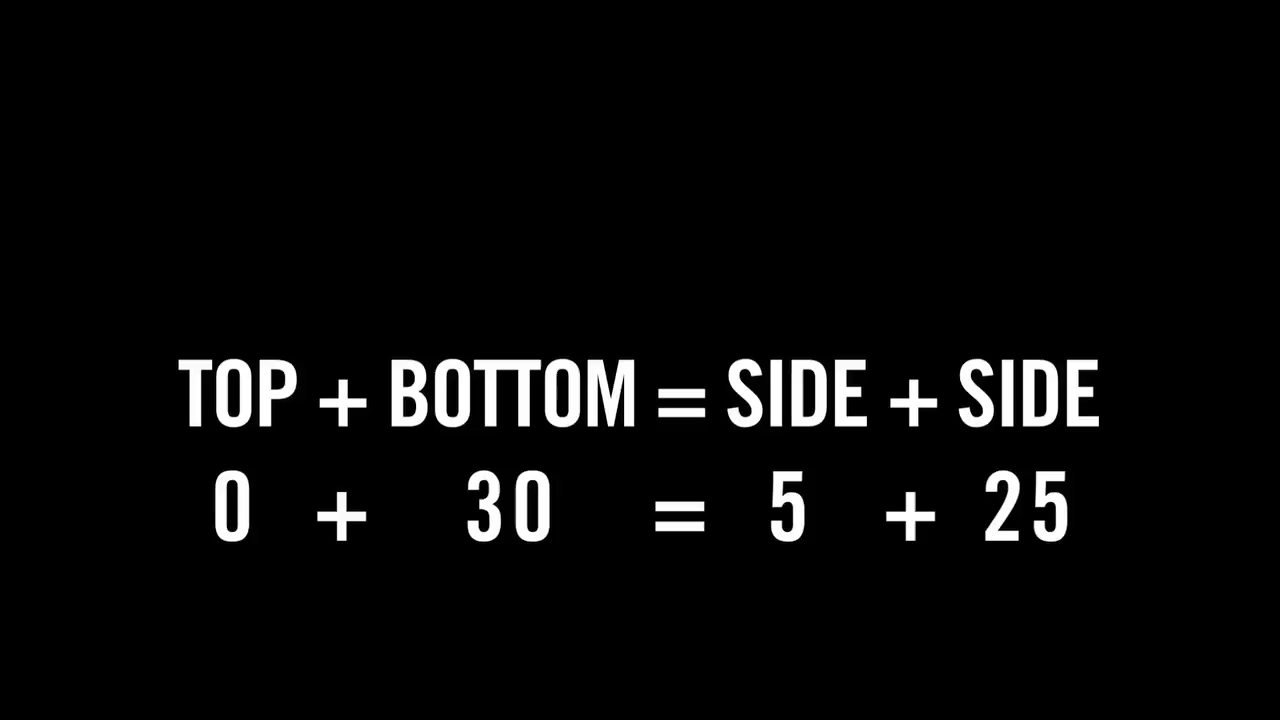 TOP + BOTTOM = SIDE + SIDE
0 + 30 = 5 + 25